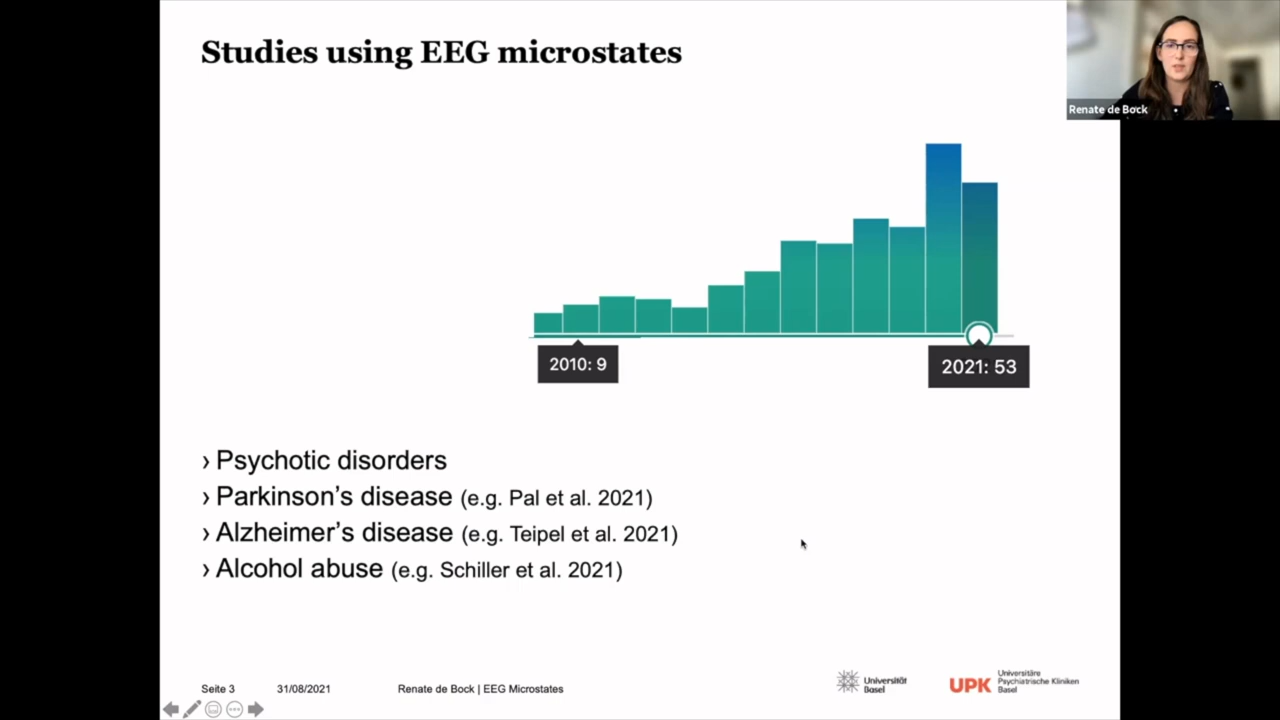 Studies using EEG microstates
Renate de Bock
2010: 9
2021: 53
› Psychotic disorders
› Parkinson’s disease (e.g. Pal et al. 2021)
› Alzheimer’s disease (e.g. Teipel et al. 2021)
› Alcohol abuse (e.g. Schiller et al. 2021)
Seite 3
31/08/2021
Renate de Bock | EEG Microstates
Universität
Basel
UPK
Universitäre
Psychiatrische Kliniken
Basel